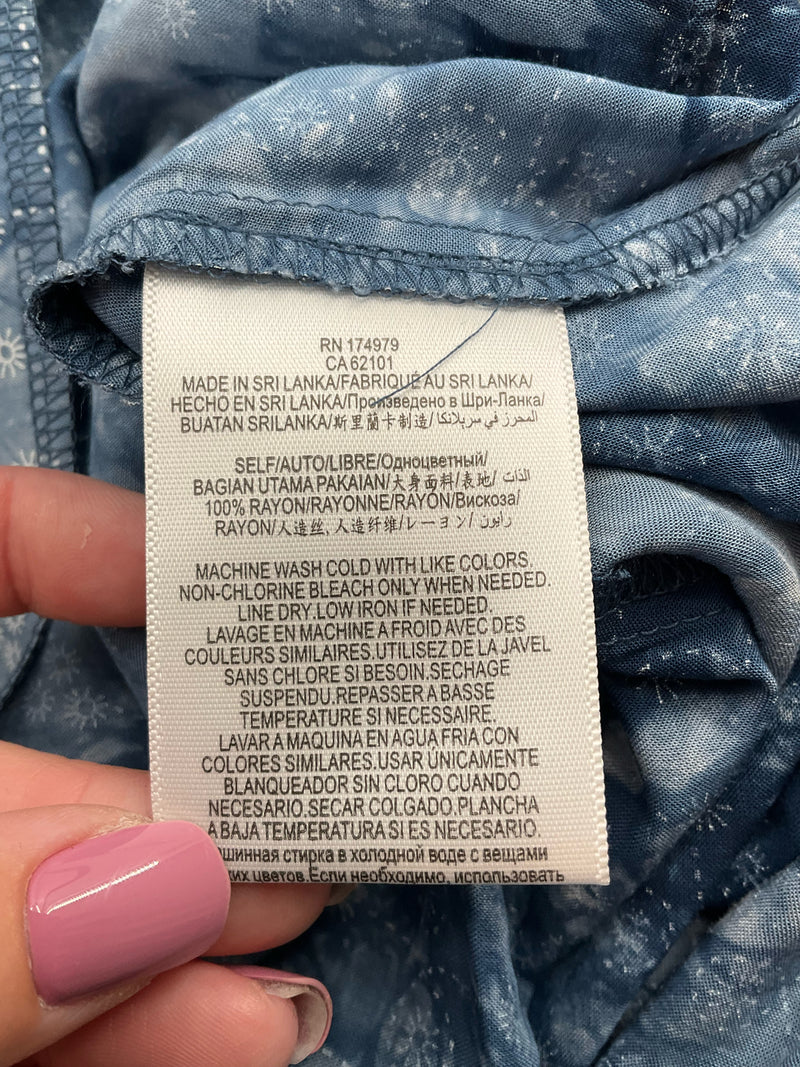 RN 174979
CA 62101
MADE IN SRI LANKA/FABRIQUÉ AU SRI LANKA/
HECHO EN SRI LANKA/Произведено в Шри-Ланка/
BUATAN SRILANKA/斯里蘭卡制造/المحرز في سريلانكا
SELF/AUTO/LIBRE/Одноцветный/
BAGIAN UTAMA PAKAIAN/大身面料/表地/الذات
100% RAYON/RAYONNE/RAYON/Вискоза/
RAYON/人造丝, 人造纤维/レーヨン/رايون
MACHINE WASH COLD WITH LIKE COLORS.
NON-CHLORINE BLEACH ONLY WHEN NEEDED.
LINE DRY.LOW IRON IF NEEDED.
LAVAGE EN MACHINE A FROID AVEC DES
COULEURS SIMILAIRES.UTILISEZ DE LA JAVEL
SANS CHLORE SI BESOIN.SECHAGE
SUSPENDU.REPASSER A BASSE
TEMPERATURE SI NECESSAIRE.
LAVAR A MAQUINA EN AGUA FRIA CON
COLORES SIMILARES.USAR ÚNICAMENTE
BLANQUEADOR SIN CLORO CUANDO
NECESARIO.SECAR COLGADO.PLANCHA
A BAJA TEMPERATURA SI ES NECESARIO.
шинная стирка в холодной воде с вещами
ких цветов.Если необходимо, использовать